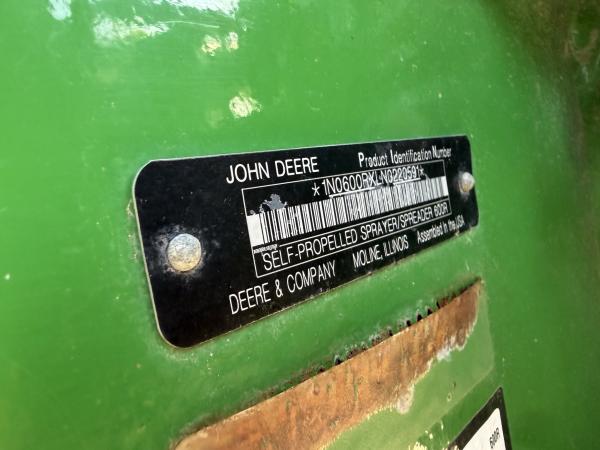 JOHN DEERE Product Identification Number
*1N0600RXLN0220591*
SELF-PROPELLED SPRAYER/SPREADER 600R
DEERE & COMPANY MOLINE, ILLINOIS Assembled in the USA
600R